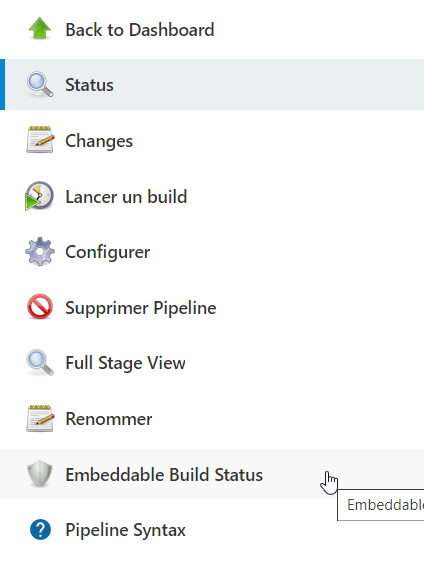 Back to Dashboard
Status
Changes
Lancer un build
Configurer
Supprimer Pipeline
Full Stage View
Renommer
Embeddable Build Status
Pipeline Syntax